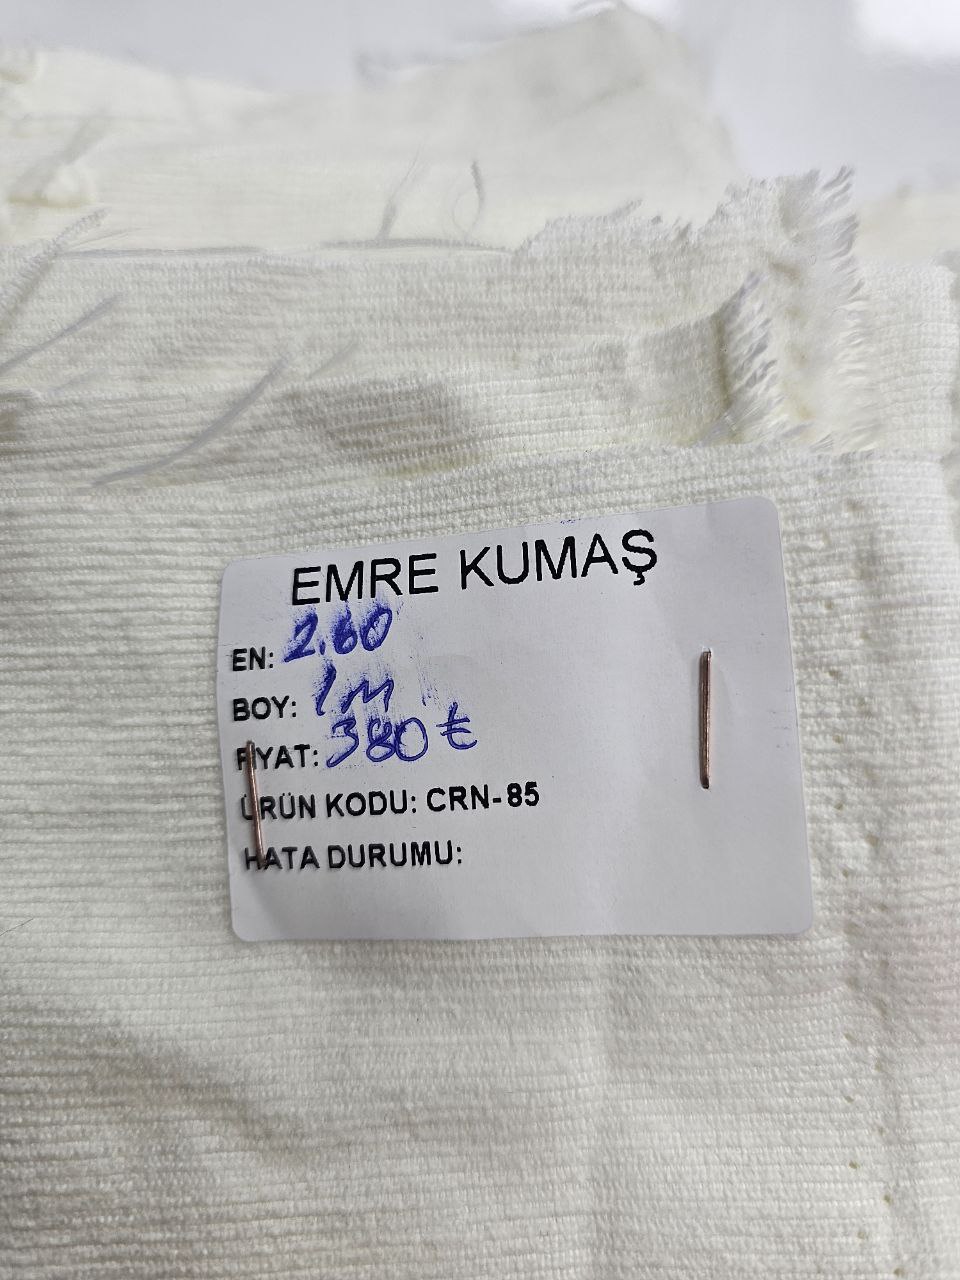 EMRE KUMAŞ
EN: 2.60
BOY: 1m
FİYAT: 380 ₺
ÜRÜN KODU: CRN-85
HATA DURUMU: